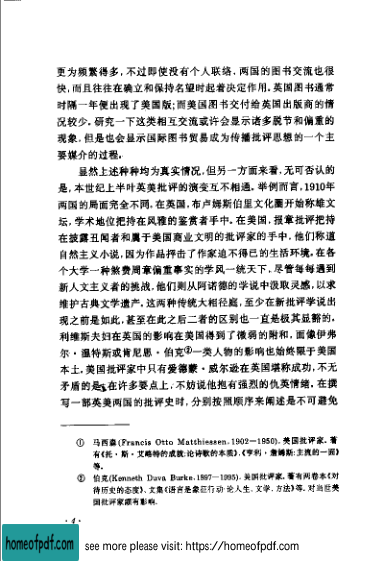 更为频繁得多，不过即使没有个人联络，两国的图书交流也很
快，而且往往在确立和保持名望时起着决定作用。英国图书通常
时隔一年便出现了美国版；而美国图书交付给英国出版商的情
况较少。研究一下这类相互交流或许会显示诸多脱节和偏重的
现象，但是也会显示国际图书贸易成为传播批评思想的一个主
要媒介的过程。
显然上述种种均为真实情况，但另一方面来看，无可否认的
是，本世纪上半叶英美批评的演变互不相通。举例而言，1910年
两国的局面完全不同。在英国，布卢姆斯伯里文化圈开始称雄文
坛，学术地位把持在风雅的鉴赏者手中。在美国，报章批评把持
在披露丑闻者和属于美国商业文明的批评家的手中，他们称道
自然主义小说，因为作品抨击了作家迫不得已的生活环境。在各
个大学一种煞费周章偏重事实的学风一统天下，尽管每每遇到
新人文主义者的挑战，他们则从阿诺德的学说中汲取灵感，以求
维护古典文学遗产。这两种传统大相径庭，至少在新批评学说出
现之前是如此，甚至在此之后二者的区别也一直是极其显豁的。
利维斯夫妇在英国的影响在美国得到了微弱的附和，而像伊弗
尔·温特斯或肯尼思·伯克②一类人物的影响也始终限于美国
本土。美国批评家中只有爱德蒙·威尔逊在英国堪称成功，不无
矛盾的是，在许多要点上，不妨说他抱有强烈的仇英情绪。在撰
写一部英美两国的批评史时，分别按照顺序来阐述是不可避免
① 马西森(Francis Otto Matthiessen，1902—1950)，美国批评家。著
有《托·斯·艾略特的成就：论诗歌的本质》，《亨利·詹姆斯：主流的一面》
等。
② 伯克(Kenneth Duva Burke，1897—1995)，美国批评家。著有两卷本《对
待历史的态度》、文集《语言是象征行动·论人生、文学、方法》等。对当近美
国批评家颇有影响。
·4·
homeofpdf.com
see more please visit: https://homeofpdf.com